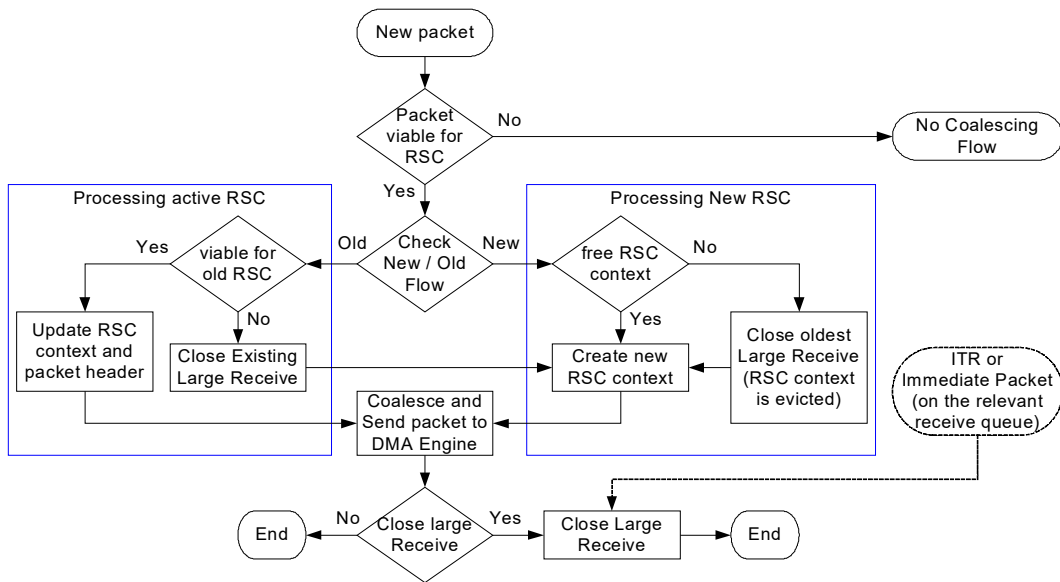 New packet
Packet
viable for
RSC
No
No Coalescing
Flow
Yes
Processing active RSC
Processing New RSC
Yes
viable for
old RSC
Old
Check
New / Old
Flow
New
free RSC
context
No
No
Yes
Update RSC
context and
packet header
Close Existing
Large Receive
Create new
RSC context
Close oldest
Large Receive
(RSC context
is evicted)
ITR or
Immediate Packet
(on the relevant
receive queue)
Coalesce and
Send packet to
DMA Engine
End
No
Close large
Receive
Yes
Close Large
Receive
End